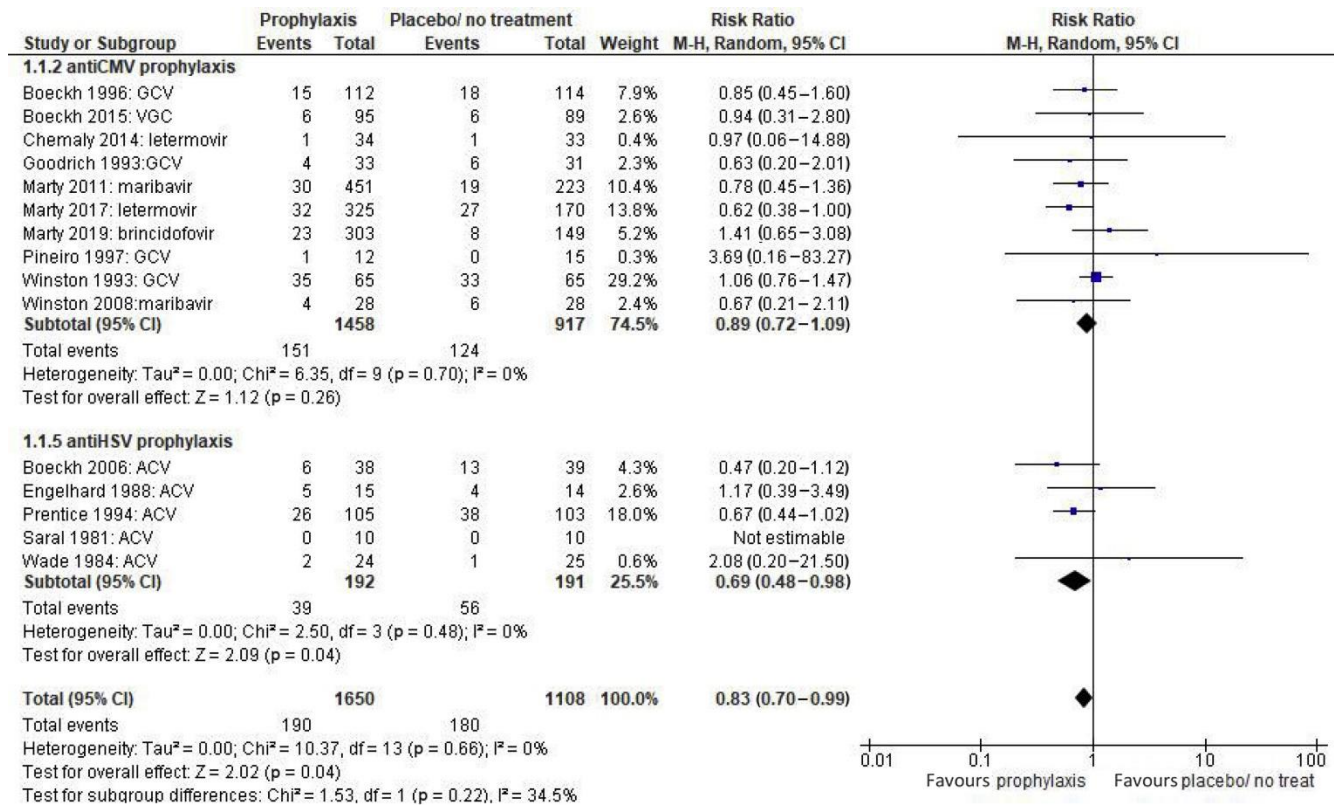 Prophylaxis Placebo/ no treatment Risk Ratio Risk Ratio
Study or Subgroup Events Total Events Total Weight M-H, Random, 95% CI M-H, Random, 95% CI
1.1.2 antiCMV prophylaxis
Boeckh 1996: GCV 15 112 18 114 7.9% 0.85 (0.45–1.60)
Boeckh 2015: VGC 6 95 6 89 2.6% 0.94 (0.31–2.80)
Chemaly 2014: letermovir 1 34 1 33 0.4% 0.97 (0.06–14.88)
Goodrich 1993:GCV 4 33 6 31 2.3% 0.63 (0.20–2.01)
Marty 2011: maribavir 30 451 19 223 10.4% 0.78 (0.45–1.36)
Marty 2017: letermovir 32 325 27 170 13.8% 0.62 (0.38–1.00)
Marty 2019: brincidofovir 23 303 8 149 5.2% 1.41 (0.65–3.08)
Pineiro 1997: GCV 1 12 0 15 0.3% 3.69 (0.16–83.27)
Winston 1993: GCV 35 65 33 65 29.2% 1.06 (0.76–1.47)
Winston 2008:maribavir 4 28 6 28 2.4% 0.67 (0.21–2.11)
Subtotal (95% CI) 1458 917 74.5% 0.89 (0.72–1.09)
Total events 151 124
Heterogeneity: Tau² = 0.00; Chi² = 6.35, df = 9 (p = 0.70); I² = 0%
Test for overall effect: Z = 1.12 (p = 0.26)
1.1.5 antiHSV prophylaxis
Boeckh 2006: ACV 6 38 13 39 4.3% 0.47 (0.20–1.12)
Engelhard 1988: ACV 5 15 4 14 2.6% 1.17 (0.39–3.49)
Prentice 1994: ACV 26 105 38 103 18.0% 0.67 (0.44–1.02)
Saral 1981: ACV 0 10 0 10 Not estimable
Wade 1984: ACV 2 24 1 25 0.6% 2.08 (0.20–21.50)
Subtotal (95% CI) 192 191 25.5% 0.69 (0.48–0.98)
Total events 39 56
Heterogeneity: Tau² = 0.00; Chi² = 2.50, df = 3 (p = 0.48); I² = 0%
Test for overall effect: Z = 2.09 (p = 0.04)
Total (95% CI) 1650 1108 100.0% 0.83 (0.70–0.99)
Total events 190 180
Heterogeneity: Tau² = 0.00; Chi² = 10.37, df = 13 (p = 0.66); I² = 0%
Test for overall effect: Z = 2.02 (p = 0.04)
Test for subgroup differences: Chi² = 1.53, df = 1 (p = 0.22), I² = 34.5%
0.01 0.1 1 10 100
Favours prophylaxis Favours placebo/ no treat